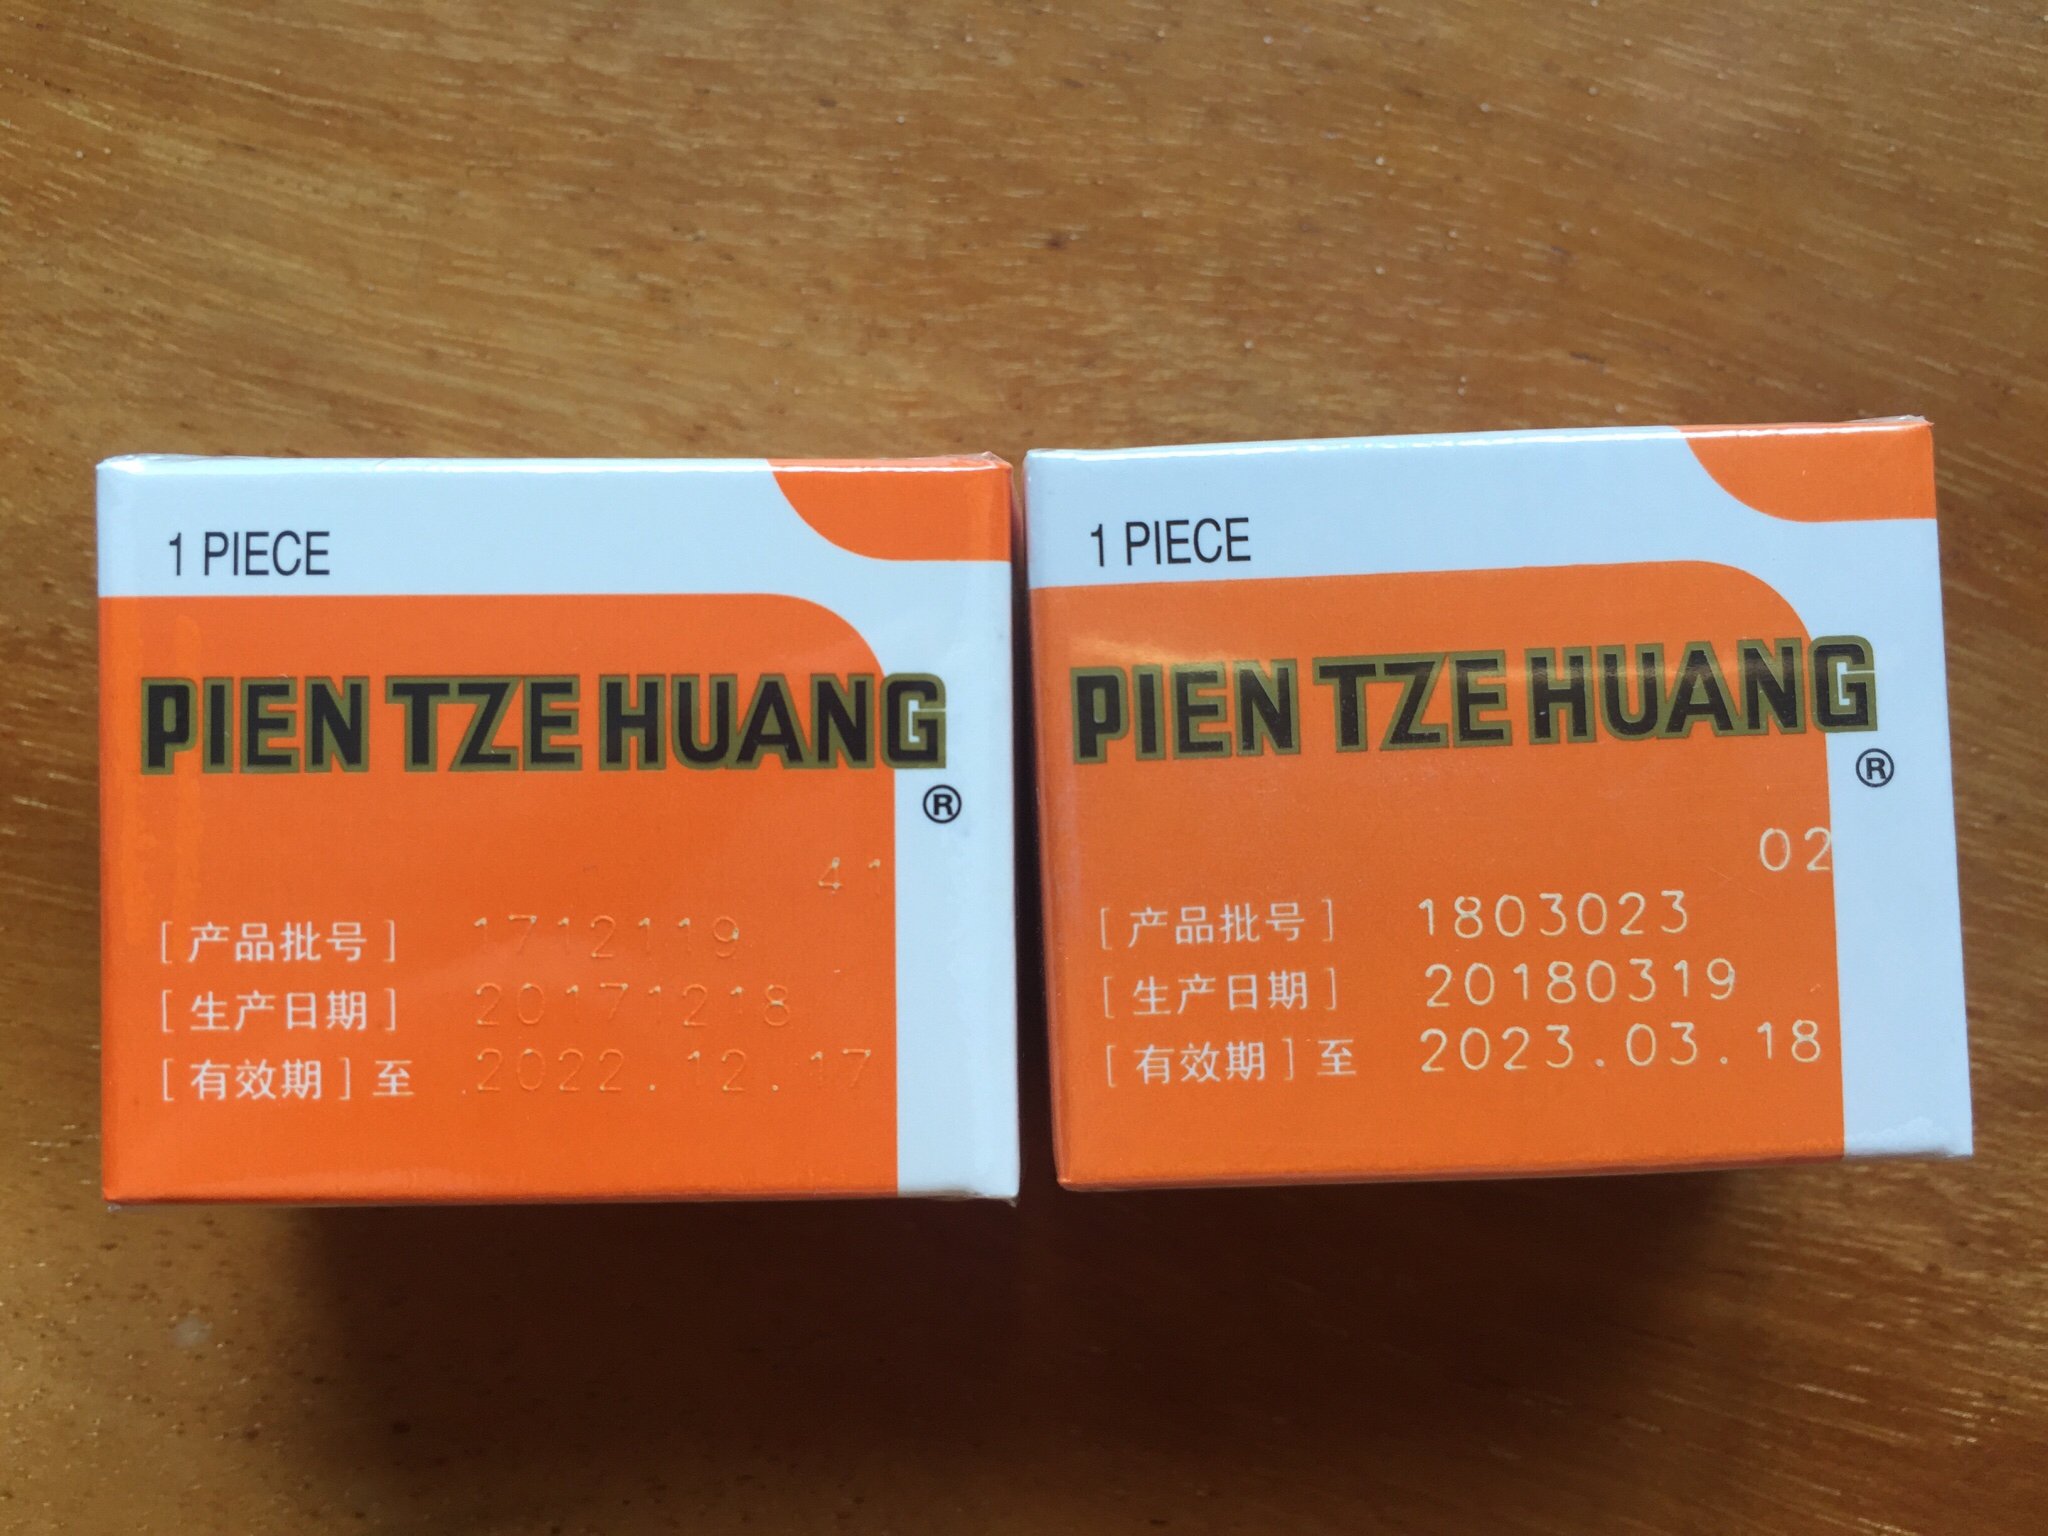 1 PIECE
PIEN TZE HUANG
®
41
[产品批号] 1712119
[生产日期] 20171218
[有效期]至 2022.12.17
1 PIECE
PIEN TZE HUANG
®
02
[产品批号] 1803023
[生产日期] 20180319
[有效期]至 2023.03.18